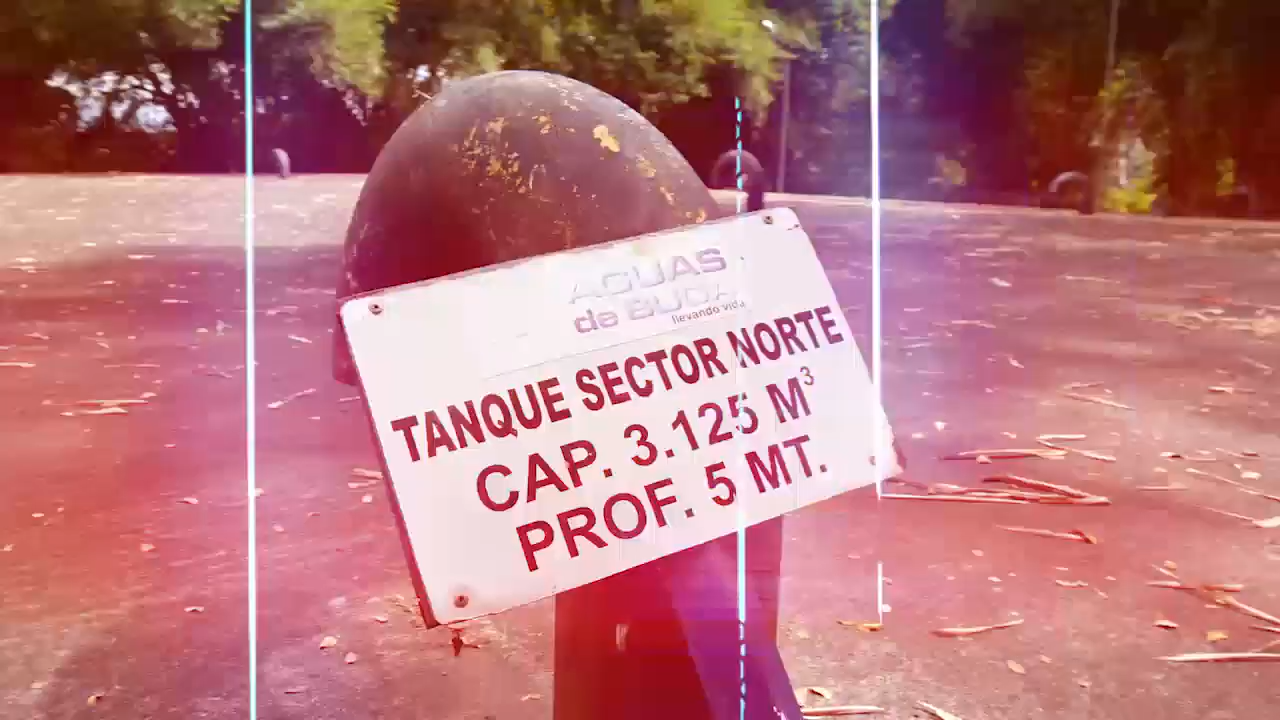 AGUAS
de BUGA
llevando vida
TANQUE SECTOR NORTE
CAP. 3.125 M³
PROF. 5 MT.